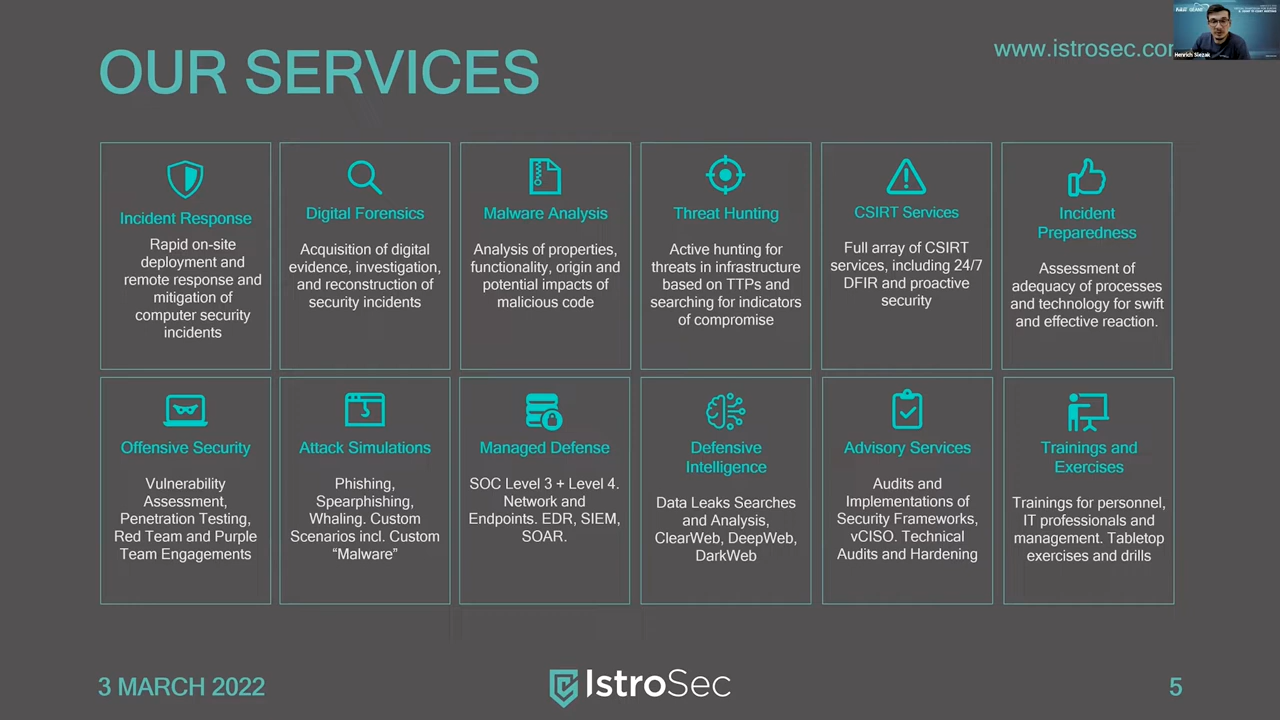 OUR SERVICES
www.istrosec.co
Henrich Slezak
Incident Response
Rapid on-site
deployment and
remote response and
mitigation of
computer security
incidents
Digital Forensics
Acquisition of digital
evidence, investigation,
and reconstruction of
security incidents
Malware Analysis
Analysis of properties,
functionality, origin and
potential impacts of
malicious code
Threat Hunting
Active hunting for
threats in infrastructure
based on TTPs and
searching for indicators
of compromise
CSIRT Services
Full array of CSIRT
services, including 24/7
DFIR and proactive
security
Incident
Preparedness
Assessment of
adequacy of processes
and technology for swift
and effective reaction.
Offensive Security
Vulnerability
Assessment,
Penetration Testing,
Red Team and Purple
Team Engagements
Attack Simulations
Phishing,
Spearphishing,
Whaling. Custom
Scenarios incl. Custom
“Malware”
Managed Defense
SOC Level 3 + Level 4.
Network and
Endpoints. EDR, SIEM,
SOAR.
Defensive
Intelligence
Data Leaks Searches
and Analysis,
ClearWeb, DeepWeb,
DarkWeb
Advisory Services
Audits and
Implementations of
Security Frameworks,
vCISO. Technical
Audits and Hardening
Trainings and
Exercises
Trainings for personnel,
IT professionals and
management. Tabletop
exercises and drills
3 MARCH 2022
IstroSec
5